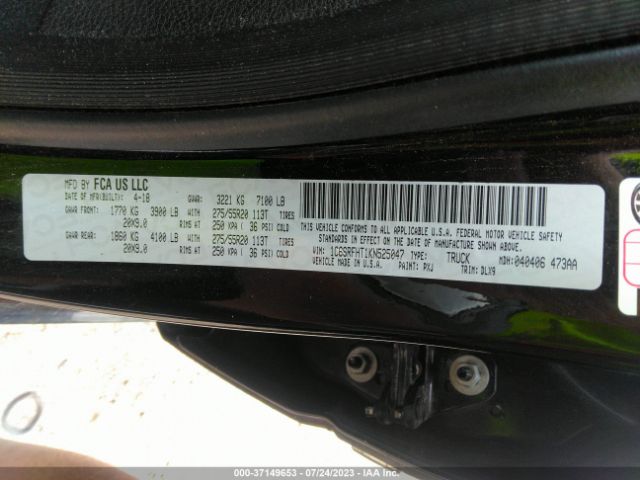 MFD BY FCA US LLC
DATE OF MFR(BUILT): 4-18 GVWR: 3221 KG 7100 LB
GAWR FRONT: 1770 KG 3900 LB WITH 275/55R20 113T TIRES
20X9.0 RIMS AT 250 KPA ( 36 PSI) COLD
GAWR REAR: 1860 KG 4100 LB WITH 275/55R20 113T TIRES
20X9.0 RIMS AT 250 KPA ( 36 PSI) COLD
THIS VEHICLE CONFORMS TO ALL APPLICABLE U.S.A. FEDERAL MOTOR VEHICLE SAFETY
STANDARDS IN EFFECT ON THE DATE OF MANUFACTURE SHOWN ABOVE.
VIN: 1C6SRFHT1KN525047 TYPE: TRUCK MDH: 040406 473AA
VEHICLE MADE IN U.S.A. PAINT: PXJ TRIM: DLX9
000-37149653 - 07/24/2023 - IAA Inc.